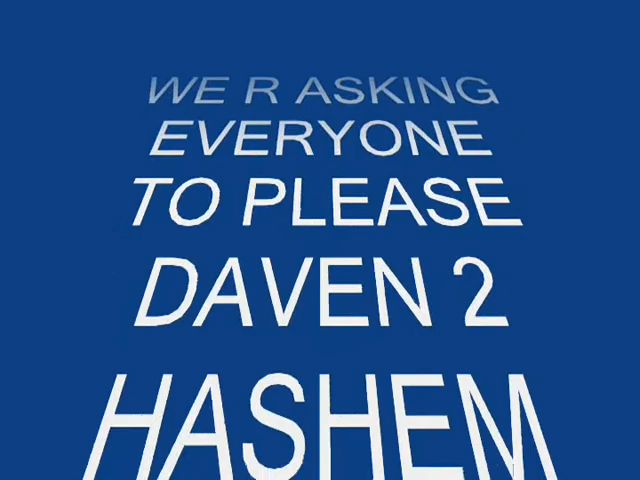 WE R ASKING
EVERYONE
TO PLEASE
DAVEN 2
HASHEM